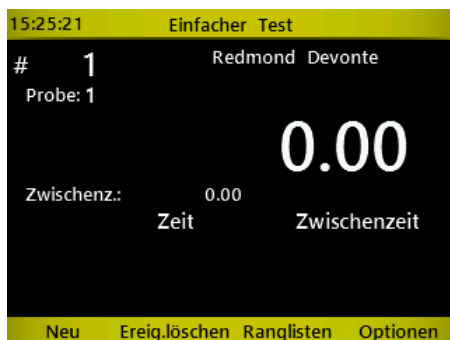 15:25:21 Einfacher Test
# 1 Redmond Devonte
Probe: 1
0.00
Zwischenz.: 0.00
Zeit Zwischenzeit
Neu Ereig.löschen Ranglisten Optionen